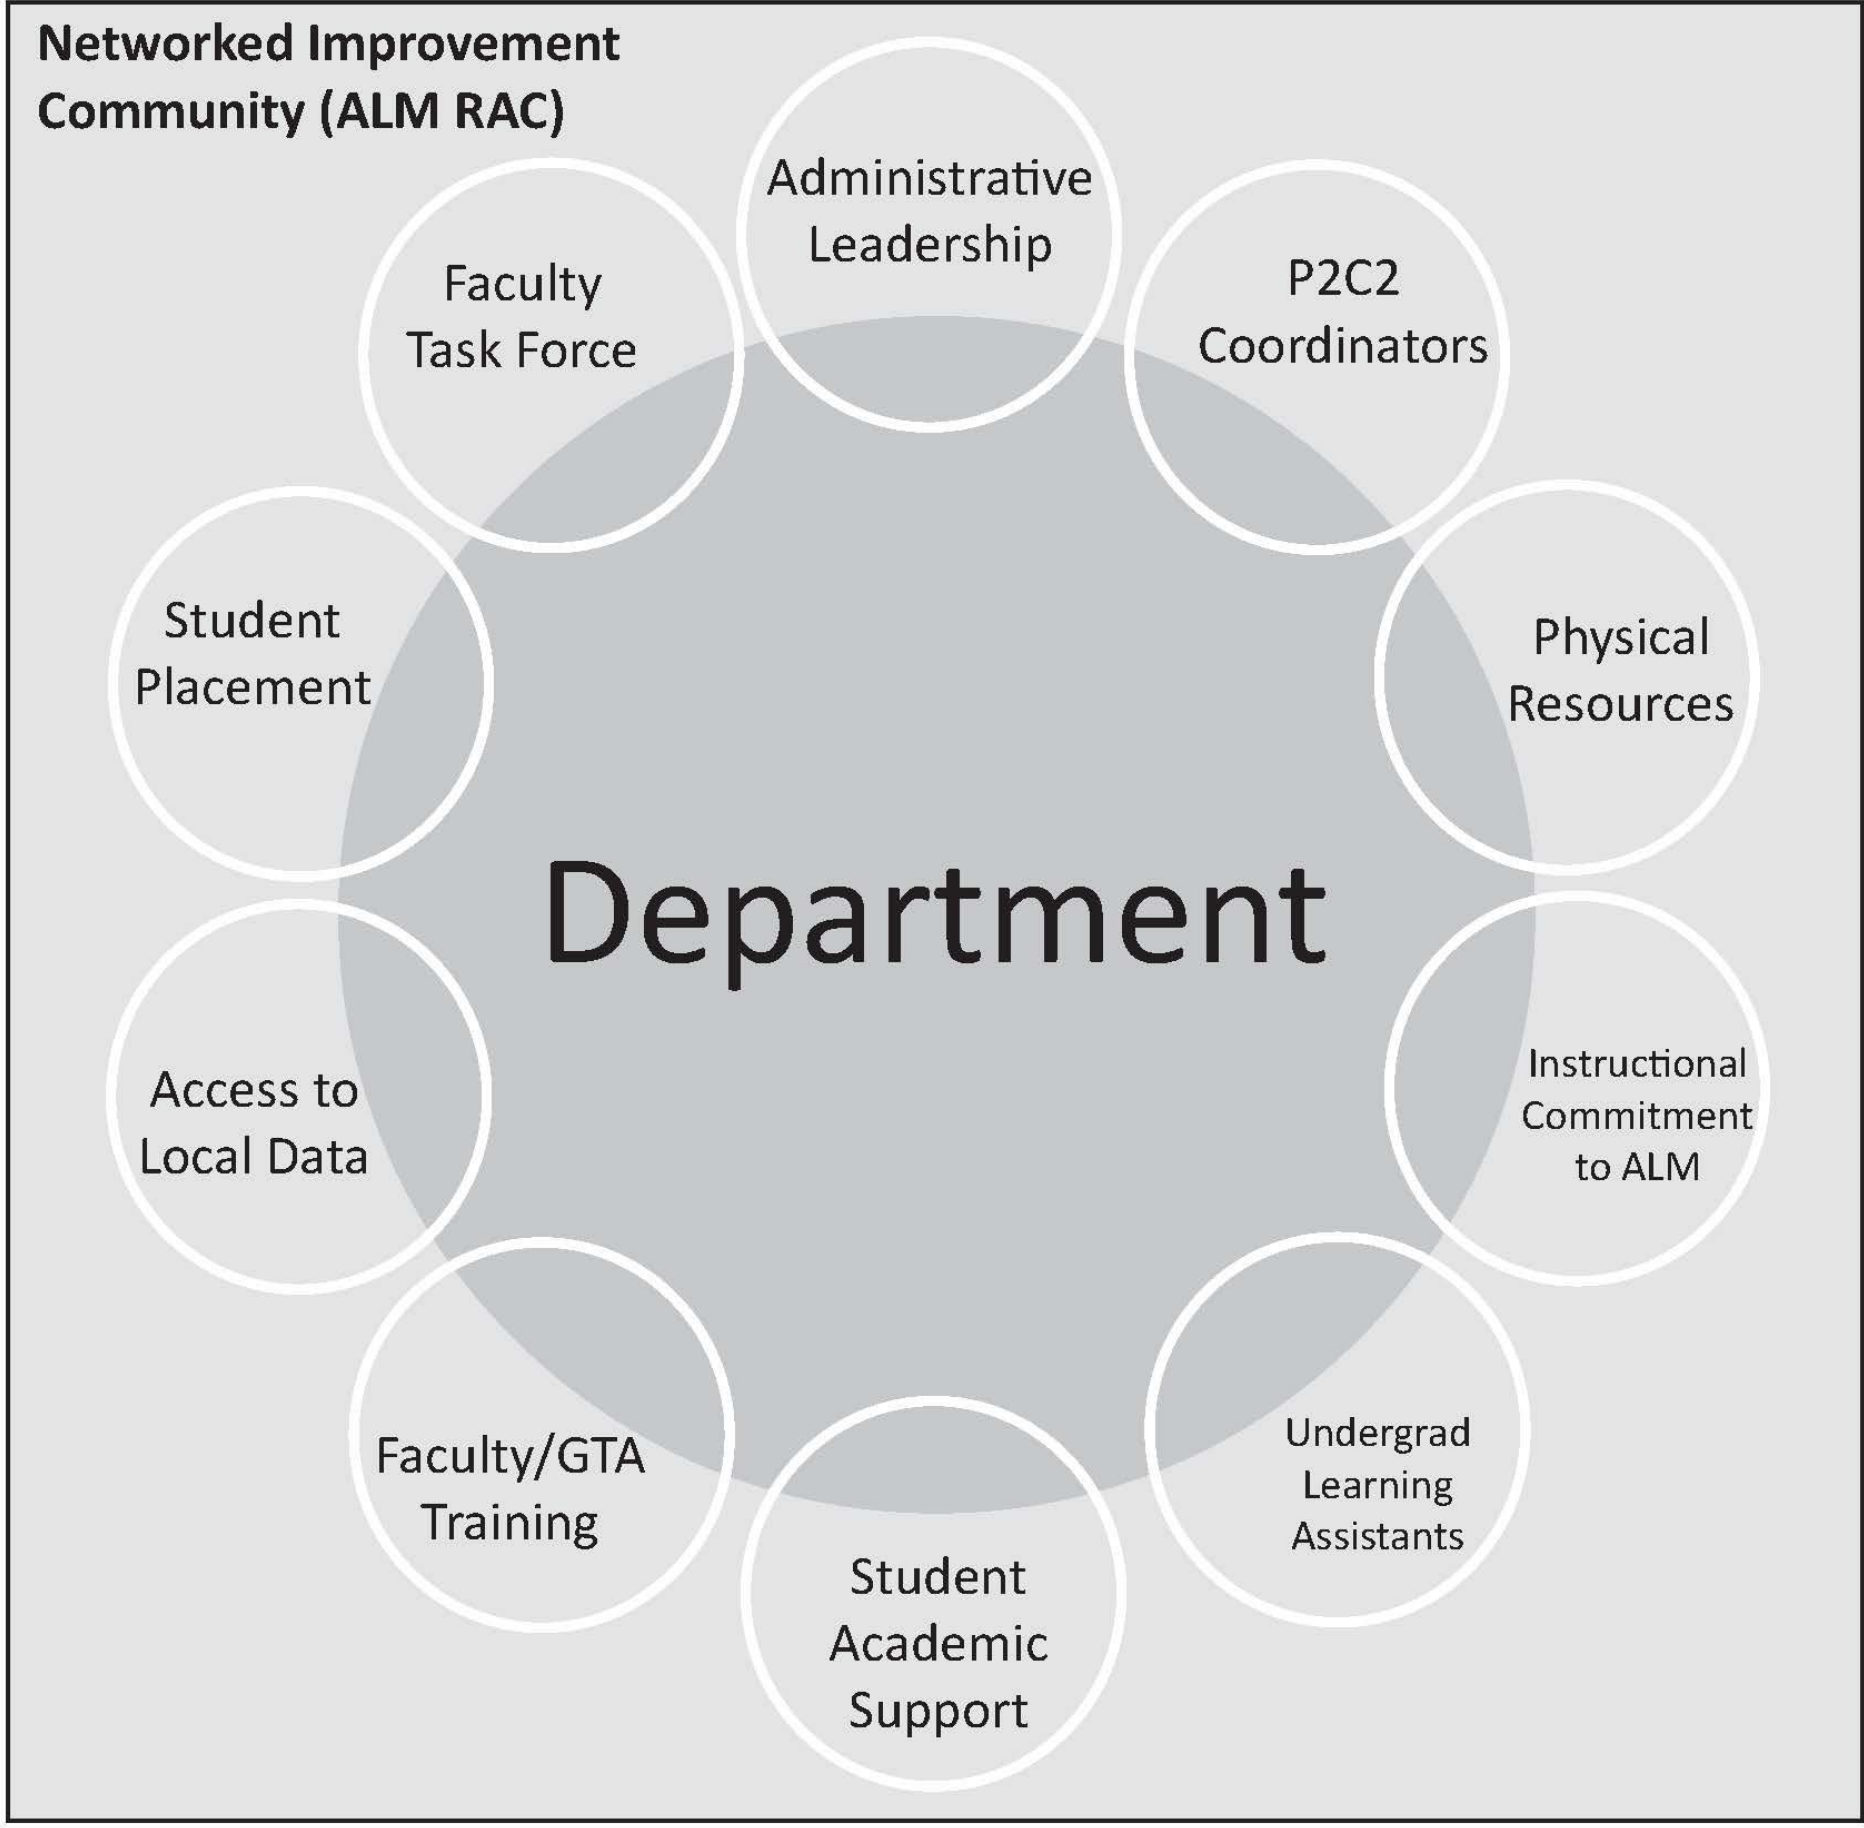 Networked Improvement
Community (ALM RAC)
Administrative
Leadership
P2C2
Coordinators
Physical
Resources
Instructional
Commitment
to ALM
Undergrad
Learning
Assistants
Student
Academic
Support
Faculty/GTA
Training
Access to
Local Data
Student
Placement
Faculty
Task Force
Department